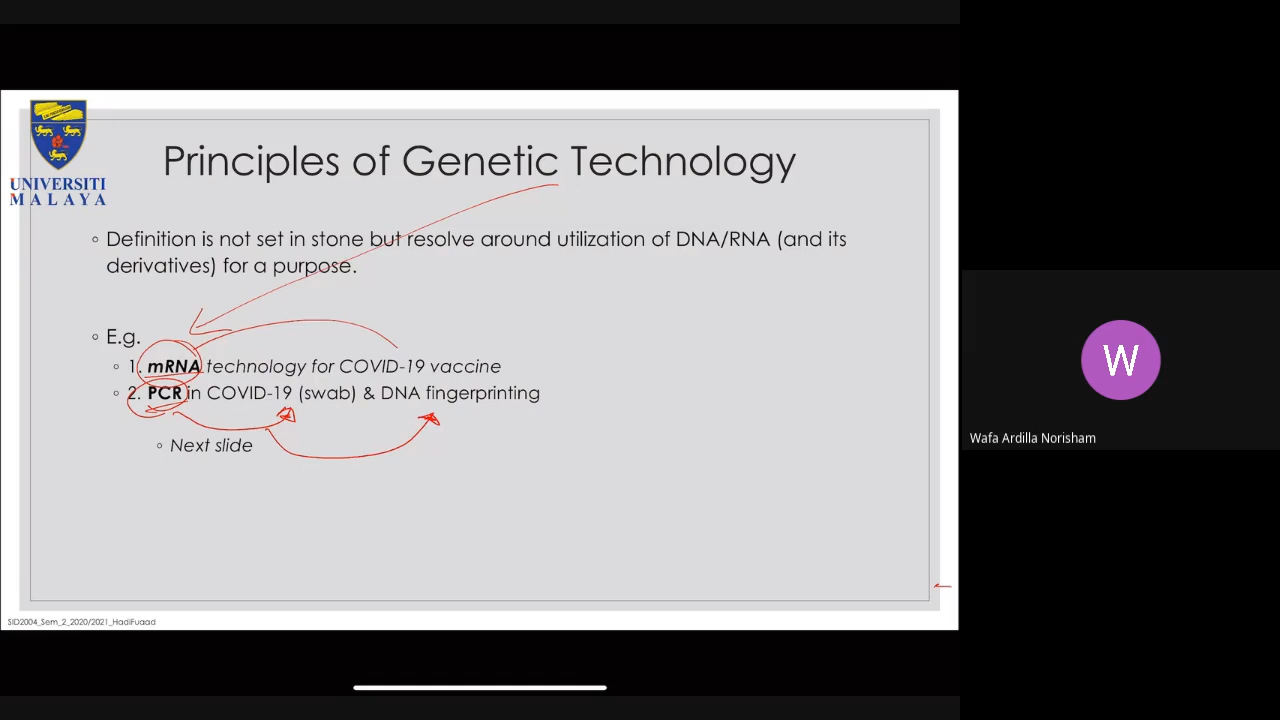 UNIVERSITI
MALAYA
Principles of Genetic Technology
◦ Definition is not set in stone but resolve around utilization of DNA/RNA (and its
derivatives) for a purpose.
◦ E.g.
◦ 1. mRNA technology for COVID-19 vaccine
◦ 2. PCR in COVID-19 (swab) & DNA fingerprinting
◦ Next slide
SID2004_Sem_2_2020/2021_HadiFuaad
W
Wafa Ardilla Norisham